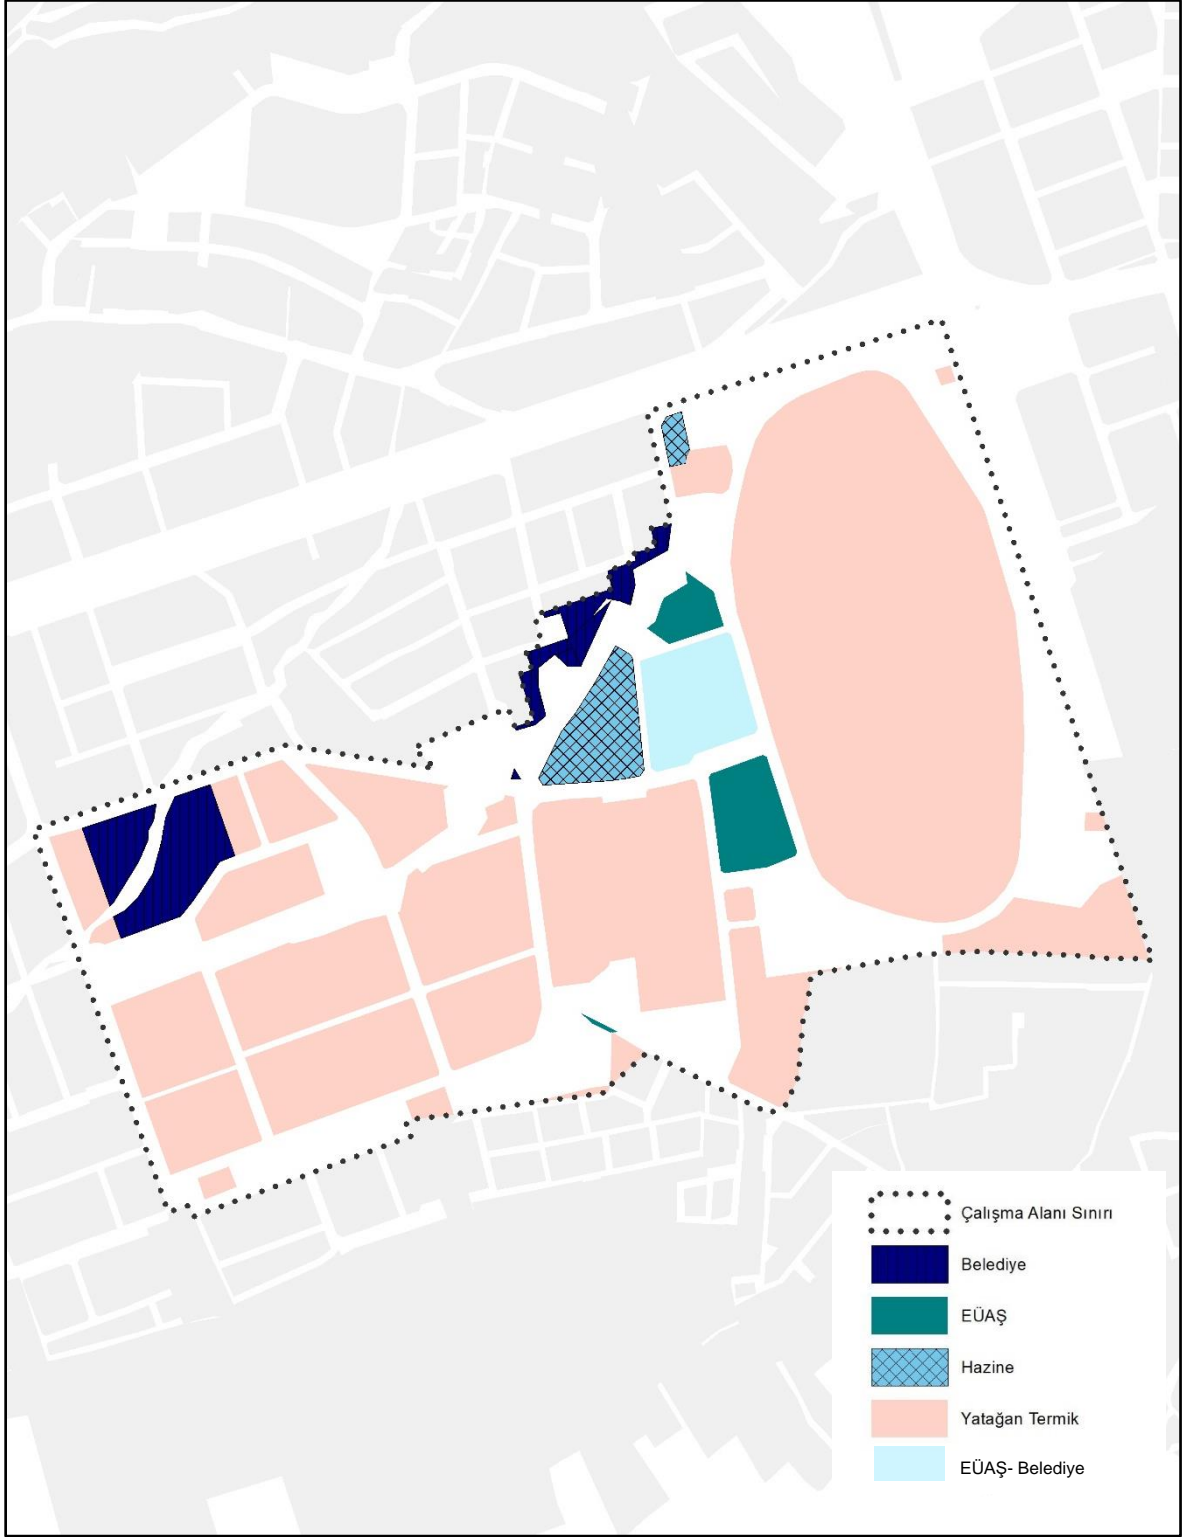 Çalışma Alanı Sınırı
Belediye
EÜAŞ
Hazine
Yatağan Termik
EÜAŞ- Belediye